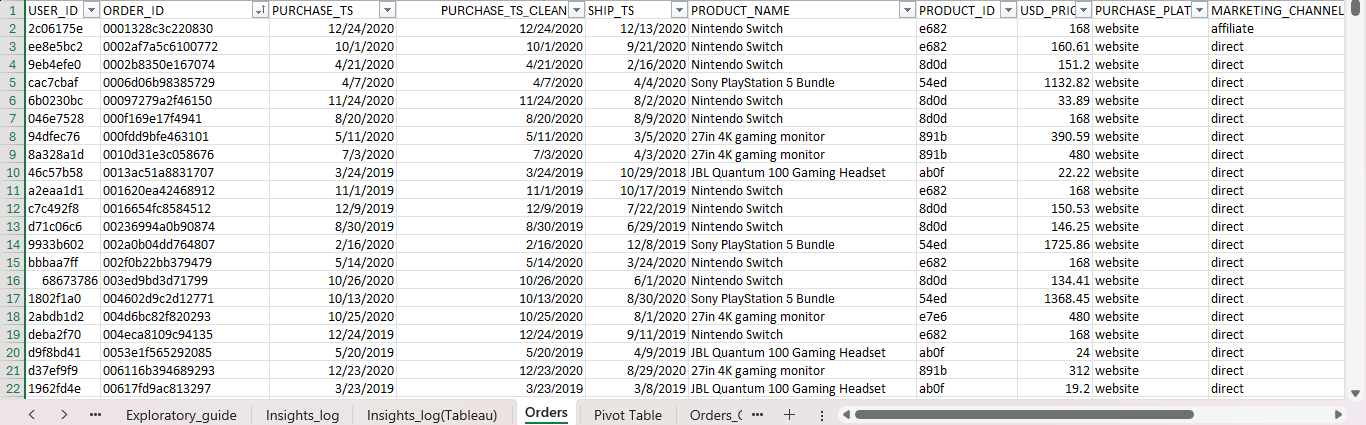 1 USER_ID ORDER_ID PURCHASE_TS PURCHASE_TS_CLEAN SHIP_TS PRODUCT_NAME PRODUCT_ID USD_PRIC PURCHASE_PLAT MARKETING_CHANNEL
2 2c06175e 0001328c3c220830 12/24/2020 12/24/2020 12/13/2020 Nintendo Switch e682 168 website affiliate
3 ee8e5bc2 0002af7a5c6100772 10/1/2020 10/1/2020 9/21/2020 Nintendo Switch e682 160.61 website direct
4 9eb4efe0 0002b8350e167074 4/21/2020 4/21/2020 2/16/2020 Nintendo Switch 8d0d 151.2 website direct
5 cac7cbaf 0006d06b98385729 4/7/2020 4/7/2020 4/4/2020 Sony PlayStation 5 Bundle 54ed 1132.82 website direct
6 6b0230bc 00097279a2f46150 11/24/2020 11/24/2020 8/2/2020 Nintendo Switch 8d0d 33.89 website direct
7 046e7528 000f169e17f4941 8/20/2020 8/20/2020 8/9/2020 Nintendo Switch 8d0d 168 website direct
8 94dfec76 000fdd9bfe463101 5/11/2020 5/11/2020 3/5/2020 27in 4K gaming monitor 891b 390.59 website direct
9 8a328a1d 0010d31e3c058676 7/3/2020 7/3/2020 4/3/2020 27in 4K gaming monitor 891b 480 website direct
10 46c57b58 0013ac51a8831707 3/24/2019 3/24/2019 10/29/2018 JBL Quantum 100 Gaming Headset ab0f 22.22 website direct
11 a2eaa1d1 001620ea42468912 11/1/2019 11/1/2019 10/17/2019 Nintendo Switch e682 168 website direct
12 c7c492f8 0016654fc8584512 12/9/2019 12/9/2019 7/22/2019 Nintendo Switch 8d0d 150.53 website direct
13 d71c06c6 00236994a0b90874 8/30/2019 8/30/2019 6/29/2019 Nintendo Switch 8d0d 146.25 website direct
14 9933b602 002a0b04dd764807 2/16/2020 2/16/2020 12/8/2019 Sony PlayStation 5 Bundle 54ed 1725.86 website direct
15 bbbaa7ff 002f0b22bb379479 5/14/2020 5/14/2020 3/24/2020 Nintendo Switch e682 168 website direct
16 68673786 003ed9bd3d71799 10/26/2020 10/26/2020 6/1/2020 Nintendo Switch 8d0d 134.41 website direct
17 1802f1a0 004602d9c2d12771 10/13/2020 10/13/2020 8/30/2020 Sony PlayStation 5 Bundle 54ed 1368.45 website direct
18 2abdb1d2 004d6bc82f820293 10/25/2020 10/25/2020 8/1/2020 27in 4K gaming monitor e7e6 480 website direct
19 deba2f70 004eca8109c94135 12/24/2019 12/24/2019 9/11/2019 Nintendo Switch e682 168 website direct
20 d9f8bd41 0053e1f565292085 5/20/2019 5/20/2019 4/9/2019 JBL Quantum 100 Gaming Headset ab0f 24 website direct
21 d37ef9f9 006116b394689293 12/23/2020 12/23/2020 8/29/2020 27in 4K gaming monitor 891b 312 website direct
22 1962fd4e 00617fd9ac813297 3/23/2019 3/23/2019 3/8/2019 JBL Quantum 100 Gaming Headset ab0f 19.2 website direct
Exploratory_guide Insights_log Insights_log(Tableau) Orders Pivot Table Orders_